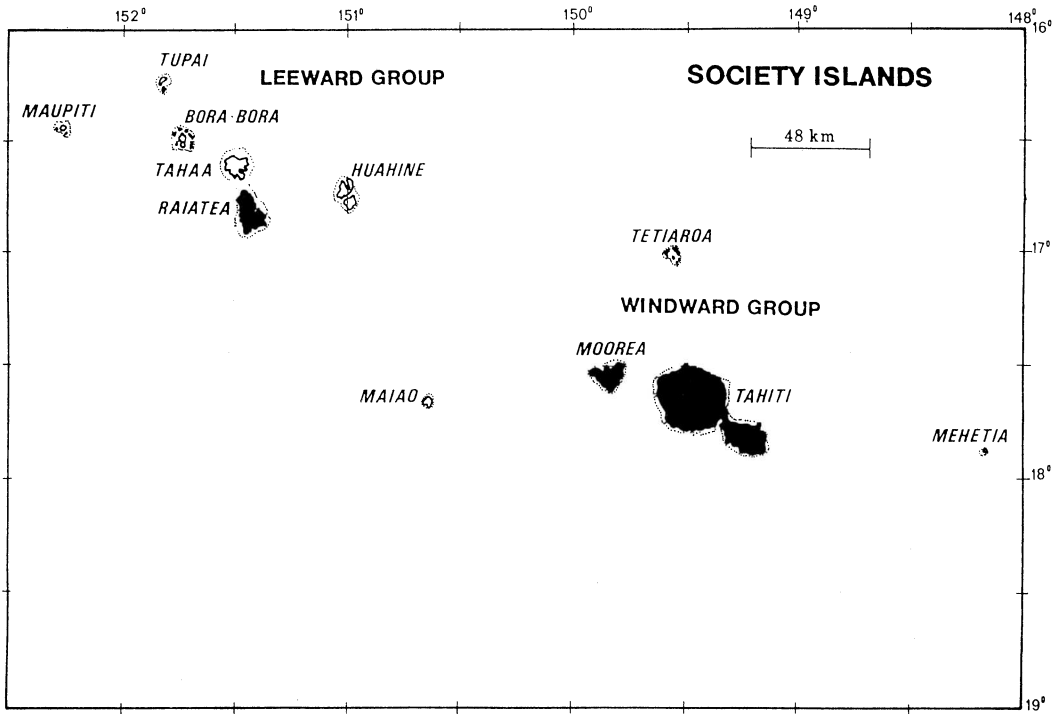 152° 151° 150° 149° 148°
16°
TUPAI
LEEWARD GROUP
SOCIETY ISLANDS
MAUPITI
BORA-BORA
48 km
TAHAA
HUAHINE
RAIATEA
TETIAROA
17°
WINDWARD GROUP
MOOREA
MAIAO
TAHITI
MEHETIA
18°
19°